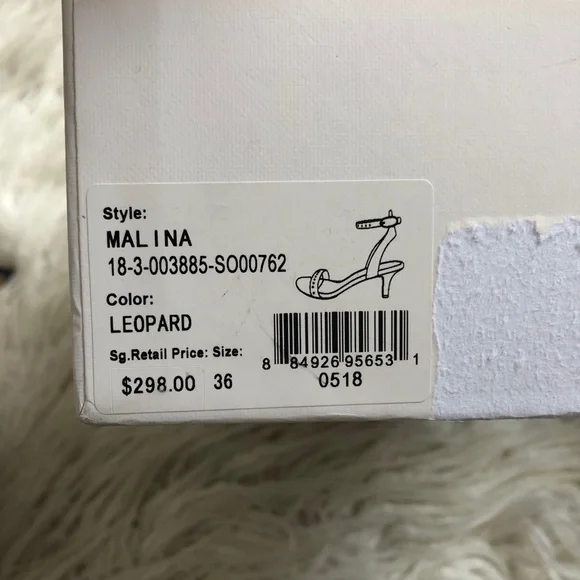 Style:
MALINA
18-3-003885-SO00762
Color:
LEOPARD
Sg.Retail Price: Size:
$298.00 36
8 84926 95653 1
0518